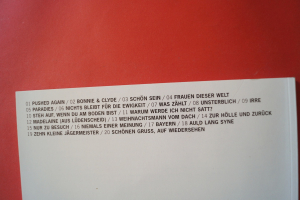 01 PUSHED AGAIN / 02 BONNIE & CLYDE / 03 SCHÖN SEIN / 04 FRAUEN DIESER WELT
05 PARADIES / 06 NICHTS BLEIBT FÜR DIE EWIGKEIT / 07 WAS ZÄHLT / 08 UNSTERBLICH / 09 IRRE
10 STEH AUF, WENN DU AM BODEN BIST / 11 WARUM WERDE ICH NICHT SATT?
12 MADELAINE (AUS LÜDENSCHEID) / 13 WEIHNACHTSMANN VOM DACH / 14 ZUR HÖLLE UND ZURÜCK
15 NUR ZU BESUCH / 16 NIEMALS EINER MEINUNG / 17 BAYERN / 18 AULD LANG SYNE
19 ZEHN KLEINE JÄGERMEISTER / 20 SCHÖNEN GRUSS, AUF WIEDERSEHEN